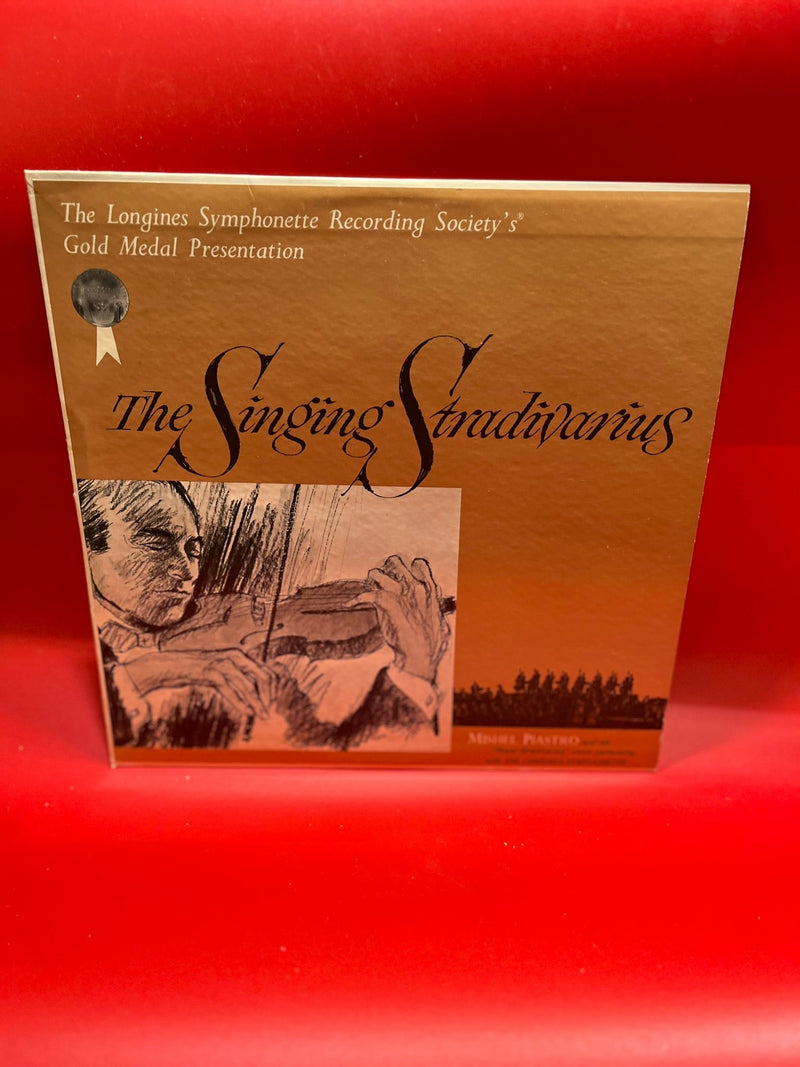 The Longines Symphonette Recording Society's®
Gold Medal Presentation
The Singing Stradivarius
MISHEL PIASTRO